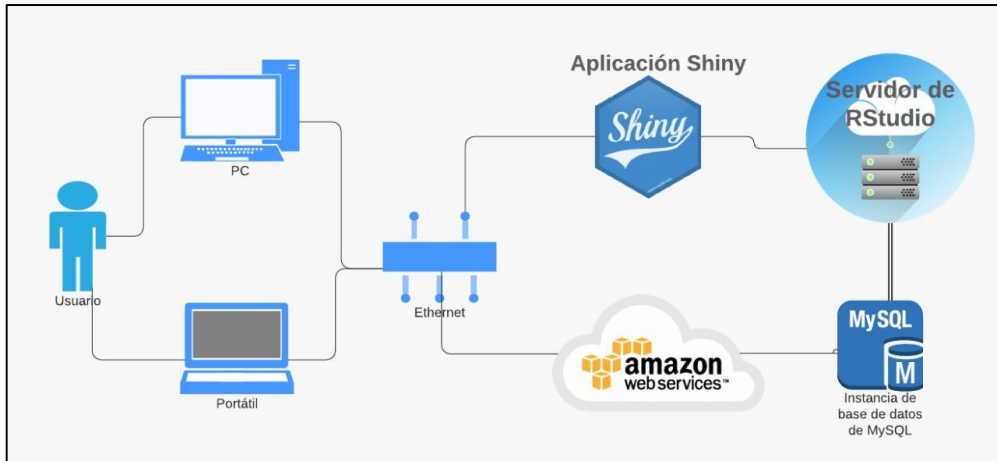 Aplicación Shiny
Shiny
Servidor de
RStudio
PC
Usuario
Ethernet
Portátil
amazon
web services™
MySQL
M
Instancia de
base de datos
de MySQL